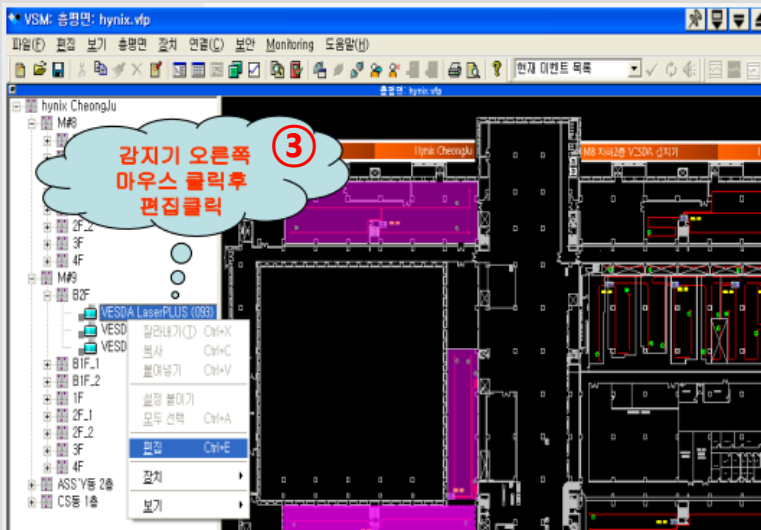 VSM: 층평면: hynix.vfp
파일(F) 편집 보기 층평면 장치 연결(C) 보안 Monitoring 도움말(H)
현재 이벤트 목록
층평면: hynix.vfp
hynix CheongJu
M#8
③
감지기 오른쪽
마우스 클릭후
편집클릭
Hynix CheongJu
M8 지하2층 VESDA 감지기
2F_2
3F
4F
M#9
B2F
VESDA LaserPLUS (093)
VESD
VESD
잘라내기(T) Ctrl+X
복사 Ctrl+C
붙여넣기 Ctrl+V
설정 붙이기
모두 선택 Ctrl+A
편집 Ctrl+E
장치
보기
B1F_1
B1F_2
1F
2F_1
2F_2
3F
4F
ASS'Y동 2층
CS동 1층